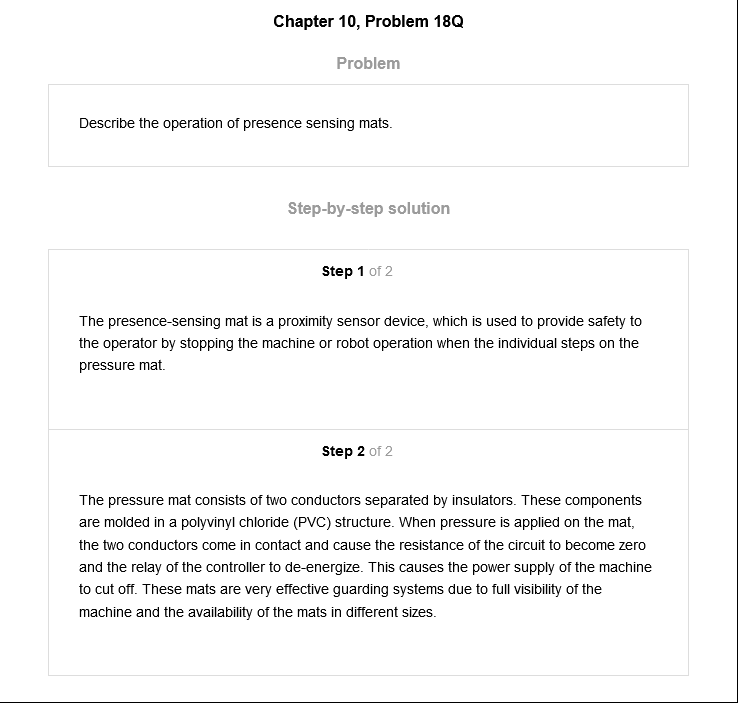 Chapter 10, Problem 18Q
Problem
Describe the operation of presence sensing mats.
Step-by-step solution
Step 1 of 2
The presence-sensing mat is a proximity sensor device, which is used to provide safety to
the operator by stopping the machine or robot operation when the individual steps on the
pressure mat.
Step 2 of 2
The pressure mat consists of two conductors separated by insulators. These components
are molded in a polyvinyl chloride (PVC) structure. When pressure is applied on the mat,
the two conductors come in contact and cause the resistance of the circuit to become zero
and the relay of the controller to de-energize. This causes the power supply of the machine
to cut off. These mats are very effective guarding systems due to full visibility of the
machine and the availability of the mats in different sizes.